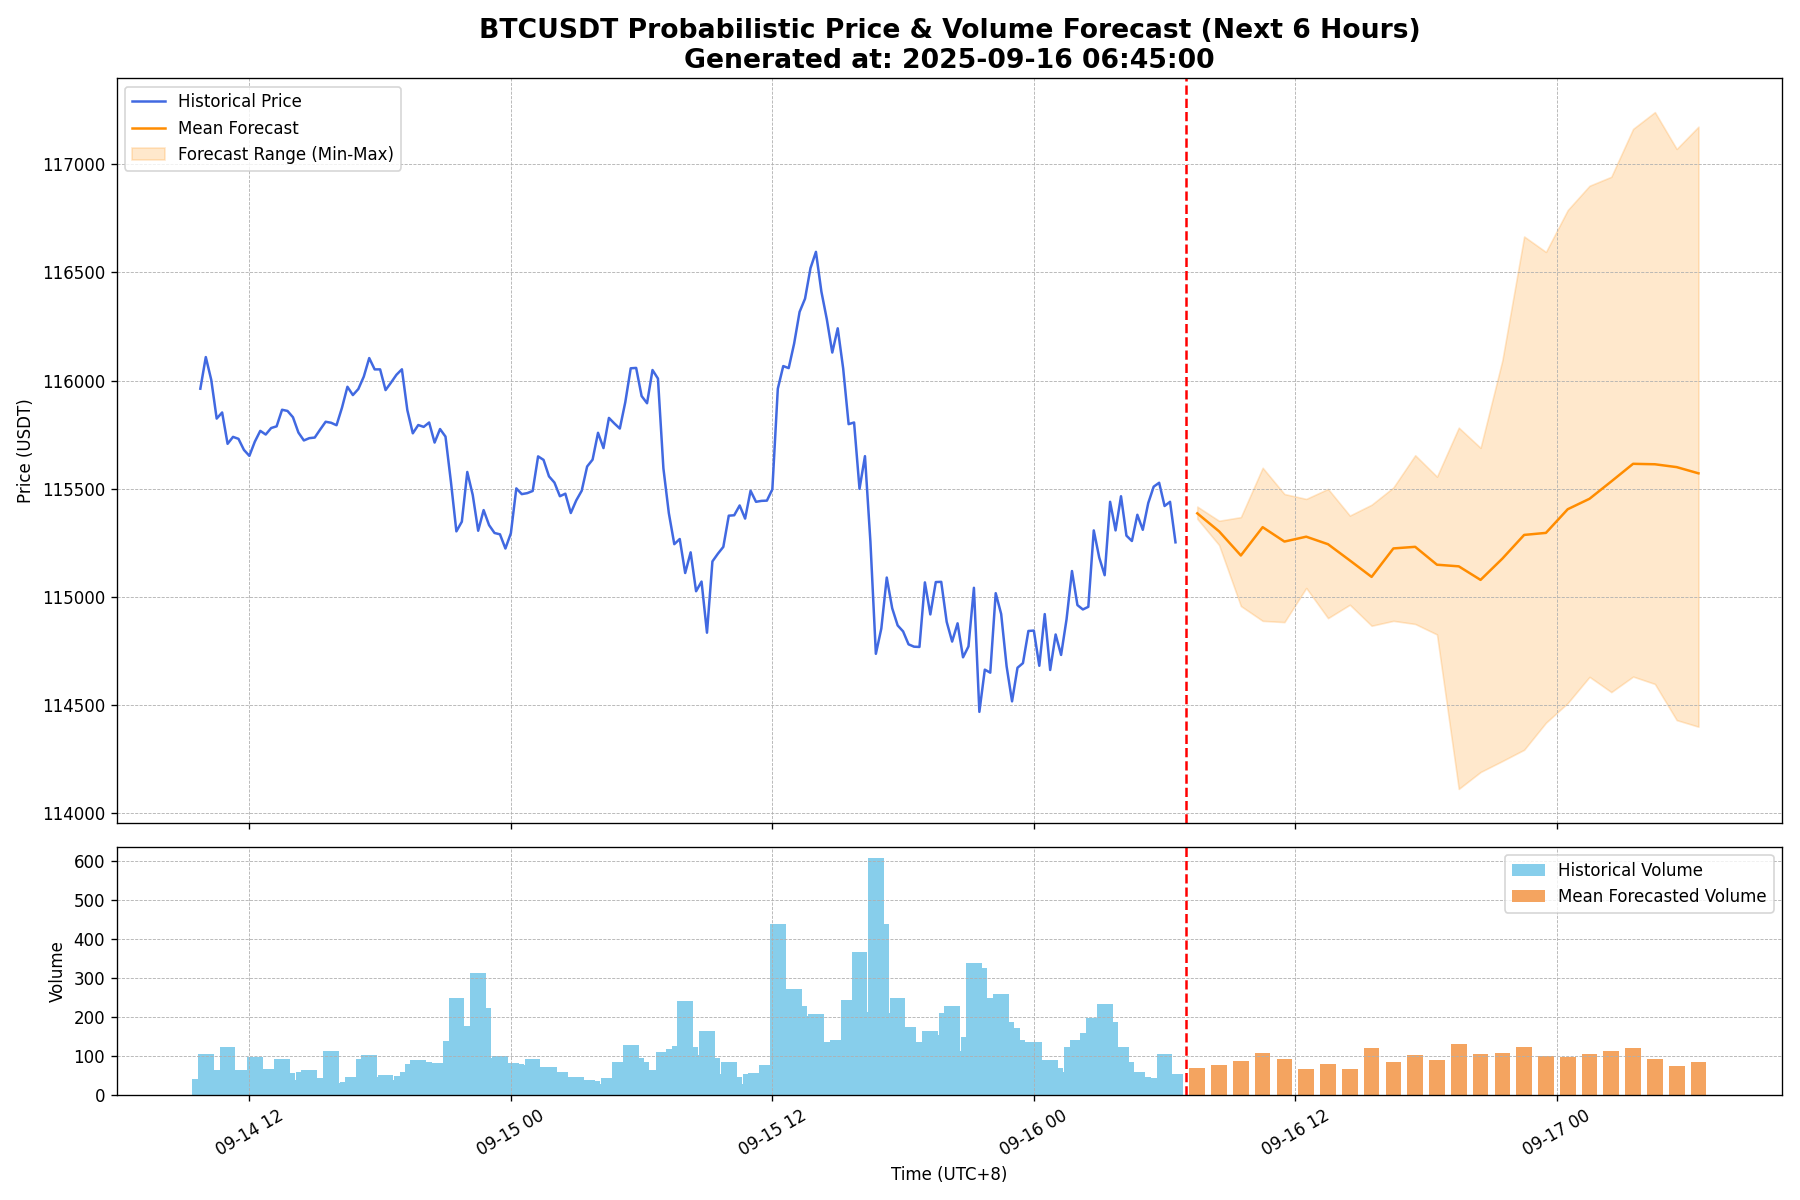 BTCUSDT Probabilistic Price & Volume Forecast (Next 6 Hours)
Generated at: 2025-09-16 06:45:00
Historical Price
Mean Forecast
Forecast Range (Min-Max)
117000
116500
116000
115500
115000
114500
114000
Price (USDT)
Historical Volume
Mean Forecasted Volume
600
500
400
300
200
100
0
Volume
09-14 12
09-15 00
09-15 12
09-16 00
09-16 12
09-17 00
Time (UTC+8)